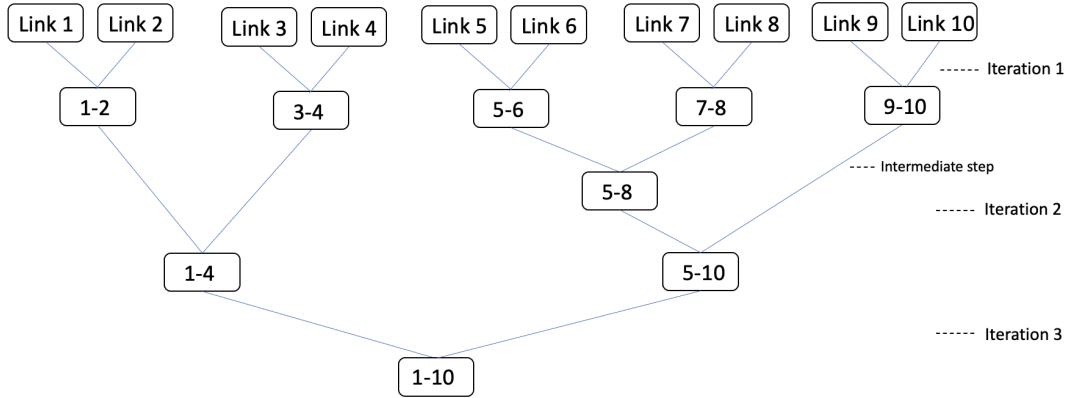 Link 1
Link 2
Link 3
Link 4
Link 5
Link 6
Link 7
Link 8
Link 9
Link 10
Iteration 1
1-2
3-4
5-6
7-8
9-10
Intermediate step
5-8
Iteration 2
1-4
5-10
Iteration 3
1-10